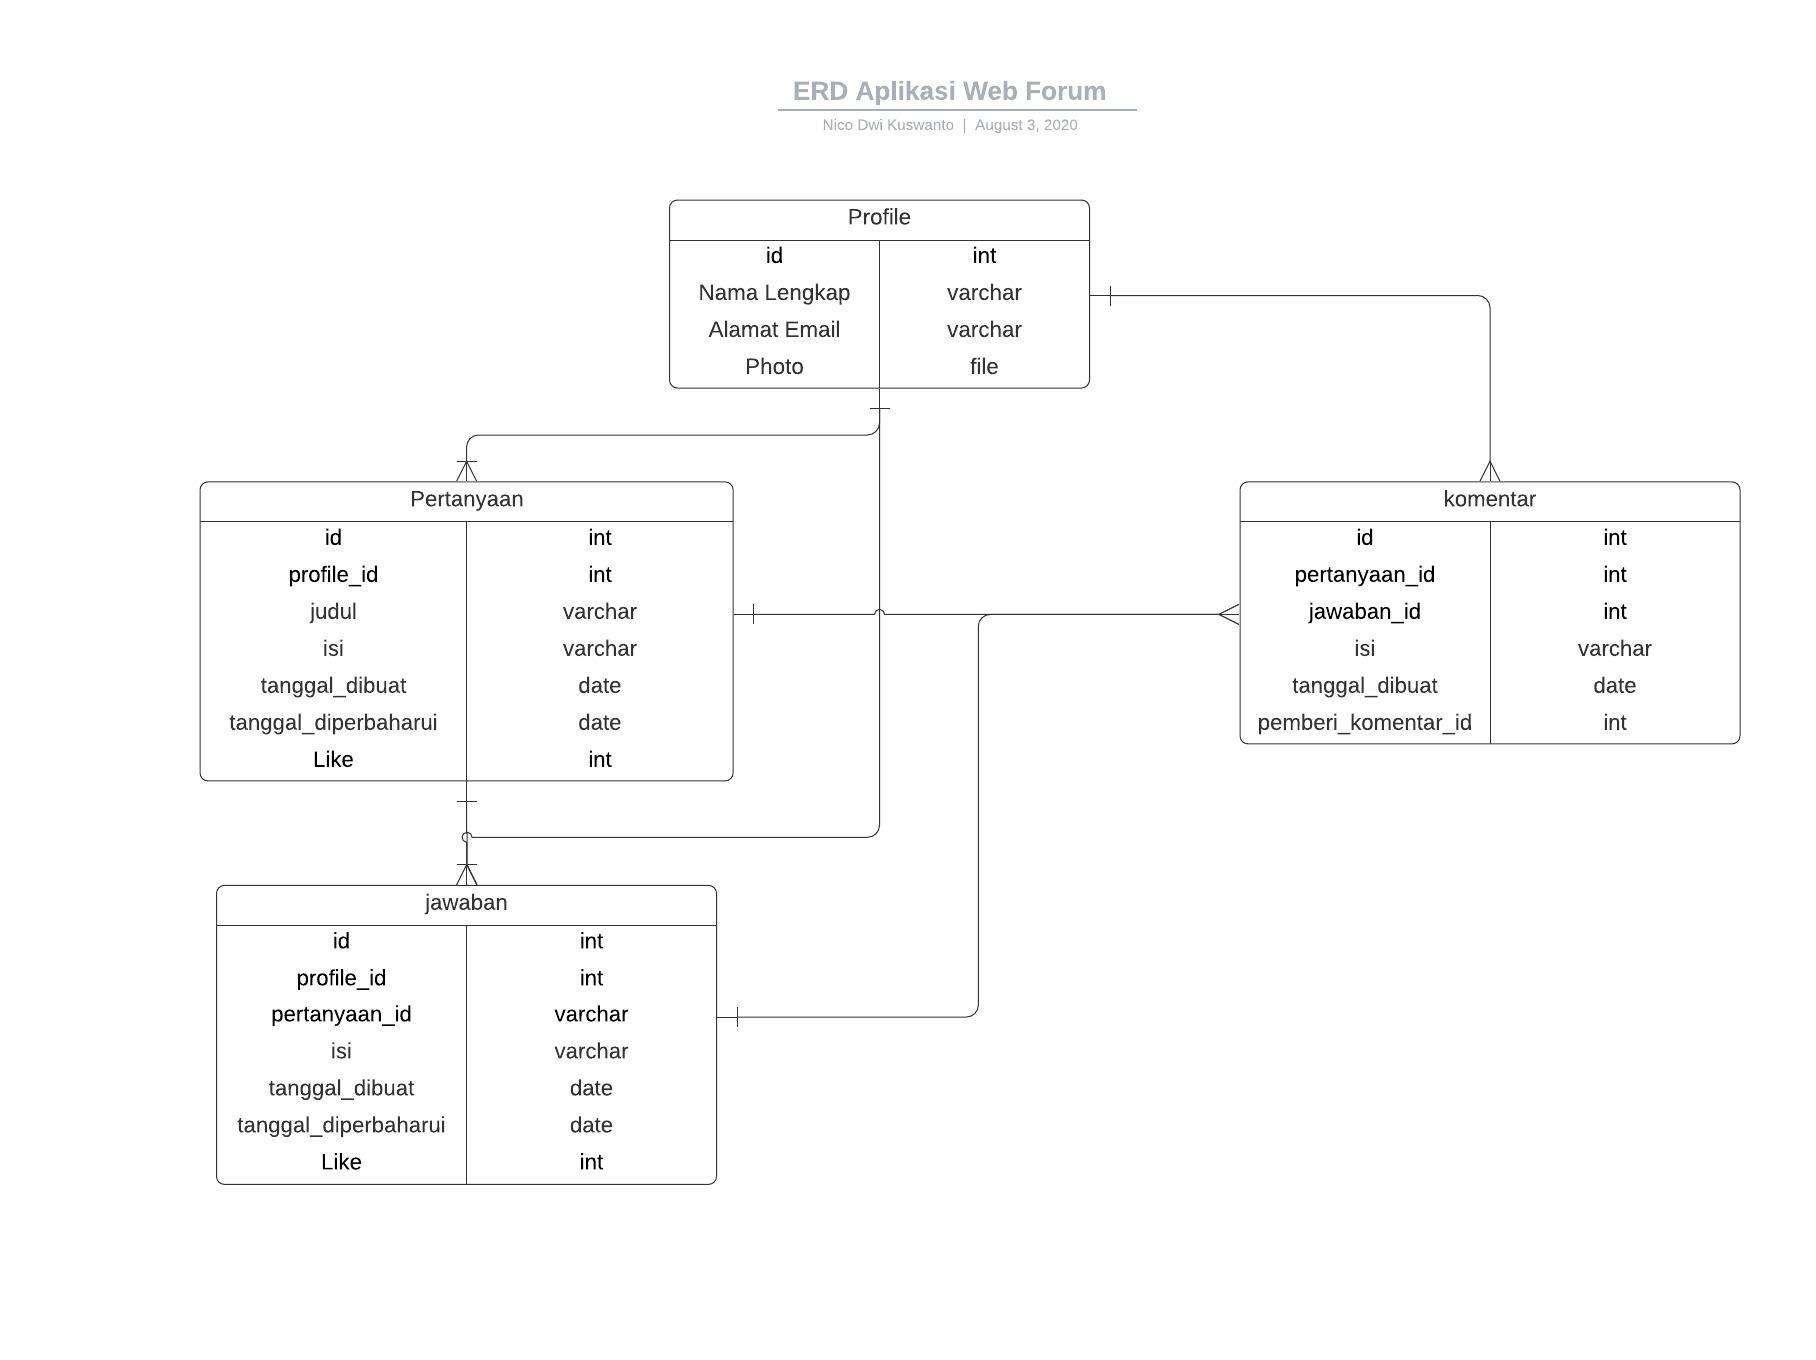 ERD Aplikasi Web Forum
Nico Dwi Kuswanto | August 3, 2020
Profile
id int
Nama Lengkap varchar
Alamat Email varchar
Photo file
Pertanyaan
id int
profile_id int
judul varchar
isi varchar
tanggal_dibuat date
tanggal_diperbaharui date
Like int
komentar
id int
pertanyaan_id int
jawaban_id int
isi varchar
tanggal_dibuat date
pemberi_komentar_id int
jawaban
id int
profile_id int
pertanyaan_id varchar
isi varchar
tanggal_dibuat date
tanggal_diperbaharui date
Like int